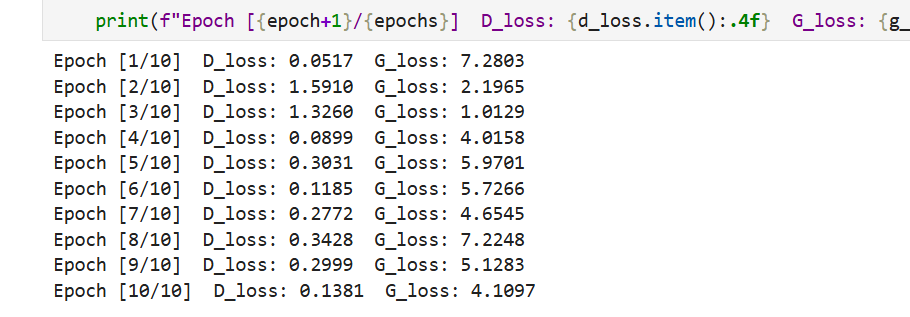 print(f"Epoch [{epoch+1}/{epochs}]  D_loss: {d_loss.item():.4f}  G_loss: {g_
Epoch [1/10]  D_loss: 0.0517  G_loss: 7.2803
Epoch [2/10]  D_loss: 1.5910  G_loss: 2.1965
Epoch [3/10]  D_loss: 1.3260  G_loss: 1.0129
Epoch [4/10]  D_loss: 0.0899  G_loss: 4.0158
Epoch [5/10]  D_loss: 0.3031  G_loss: 5.9701
Epoch [6/10]  D_loss: 0.1185  G_loss: 5.7266
Epoch [7/10]  D_loss: 0.2772  G_loss: 4.6545
Epoch [8/10]  D_loss: 0.3428  G_loss: 7.2248
Epoch [9/10]  D_loss: 0.2999  G_loss: 5.1283
Epoch [10/10]  D_loss: 0.1381  G_loss: 4.1097